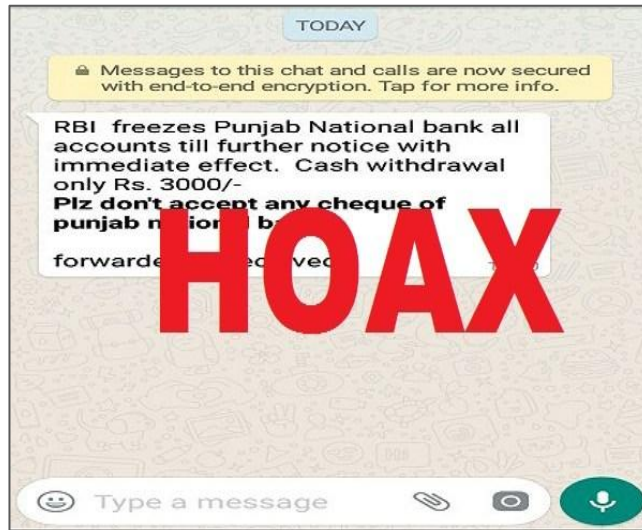 TODAY
Messages to this chat and calls are now secured
with end-to-end encryption. Tap for more info.
RBI freezes Punjab National bank all
accounts till further notice with
immediate effect. Cash withdrawal
only Rs. 3000/-
Plz don't accept any cheque of
punjab
HOAX
Type a message